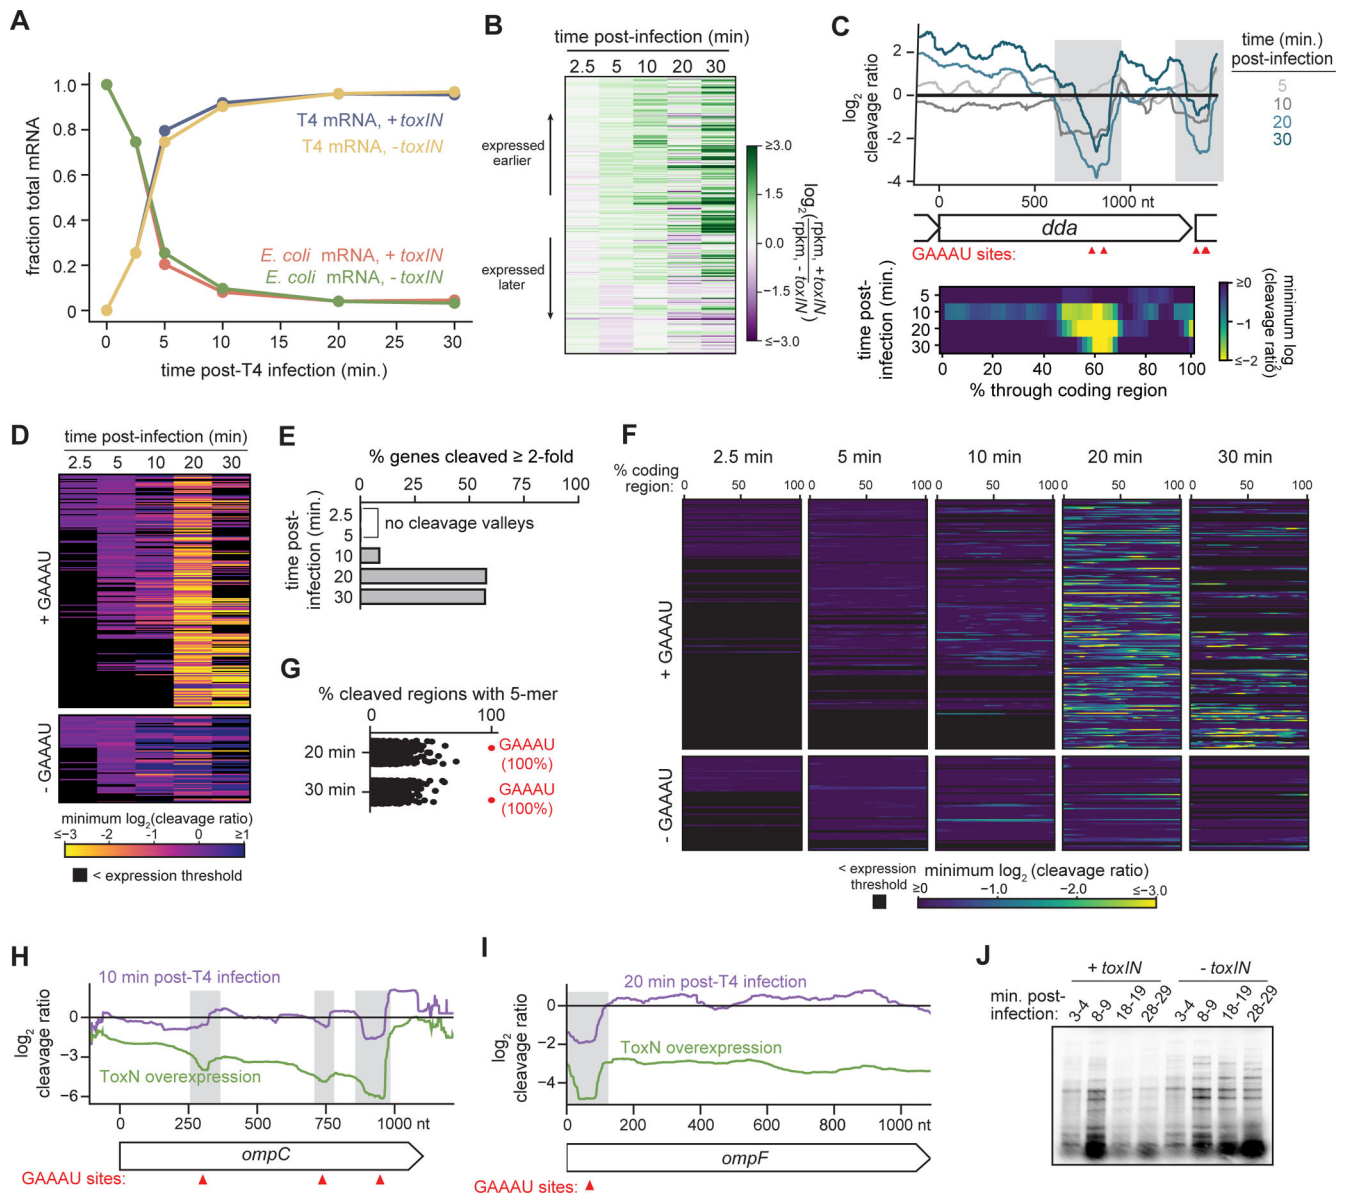 A
fraction total mRNA
1.0
0.8
0.6
0.4
0.2
0
T4 mRNA, + toxIN
T4 mRNA, - toxIN
E. coli mRNA, + toxIN
E. coli mRNA, - toxIN
0 5 10 15 20 25 30
time post-T4 infection (min.)
B
time post-infection (min)
2.5 5 10 20 30
expressed
earlier
expressed
later
≥3.0
1.5
0.0
−1.5
≤−3.0
log2(rpkm, + toxIN / rpkm, - toxIN)
C
log2
cleavage ratio
2
0
-2
-4
0 500 1000 nt
time (min.)
post-infection
5
10
20
30
dda
GAAAU sites:
time post-
infection (min.)
5
10
20
30
0 20 40 60 80 100
% through coding region
≥0
−1
≤−2
minimum log2
(cleavage ratio)
D
time post-infection (min)
2.5 5 10 20 30
+ GAAAU
- GAAAU
minimum log2(cleavage ratio)
≤−3 -2 -1 0 ≥1
< expression threshold
E
% genes cleaved ≥ 2-fold
0 25 50 75 100
time post-
infection (min.)
2.5
5
10
20
30
no cleavage valleys
F
2.5 min 5 min 10 min 20 min 30 min
% coding
region:
0 50 100 0 50 100 0 50 100 0 50 100 0 50 100
+ GAAAU
- GAAAU
< expression
threshold
minimum log2 (cleavage ratio)
≥0 −1.0 −2.0 ≤−3.0
G
% cleaved regions with 5-mer
0 100
20 min
GAAAU
(100%)
30 min
GAAAU
(100%)
H
10 min post-T4 infection
log2
cleavage ratio
0
−3
−6
ToxN overexpression
0 250 500 750 1000 nt
ompC
GAAAU sites:
I
20 min post-T4 infection
log2
cleavage ratio
0
−2
−4
ToxN overexpression
0 200 400 600 800 1000 nt
ompF
GAAAU sites:
J
+ toxIN - toxIN
min. post-
infection:
3-4 8-9 18-19 28-29 3-4 8-9 18-19 28-29